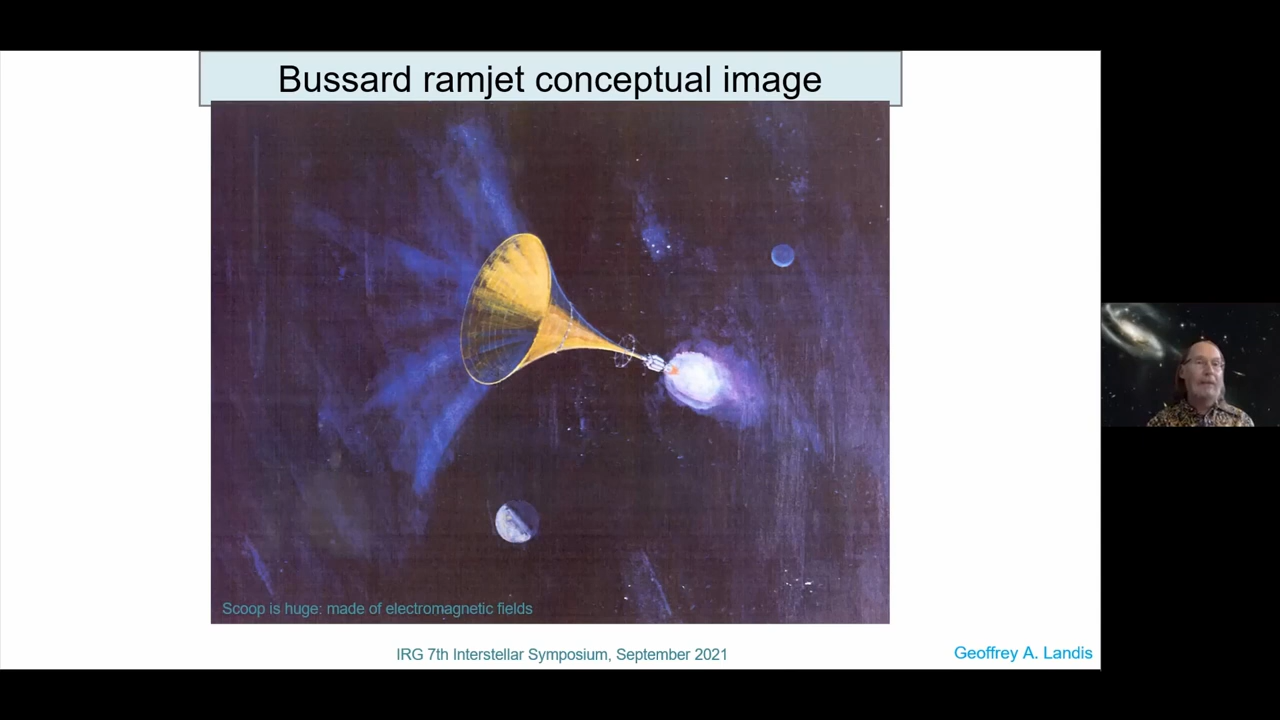 Bussard ramjet conceptual image
Scoop is huge: made of electromagnetic fields
IRG 7th Interstellar Symposium, September 2021
Geoffrey A. Landis